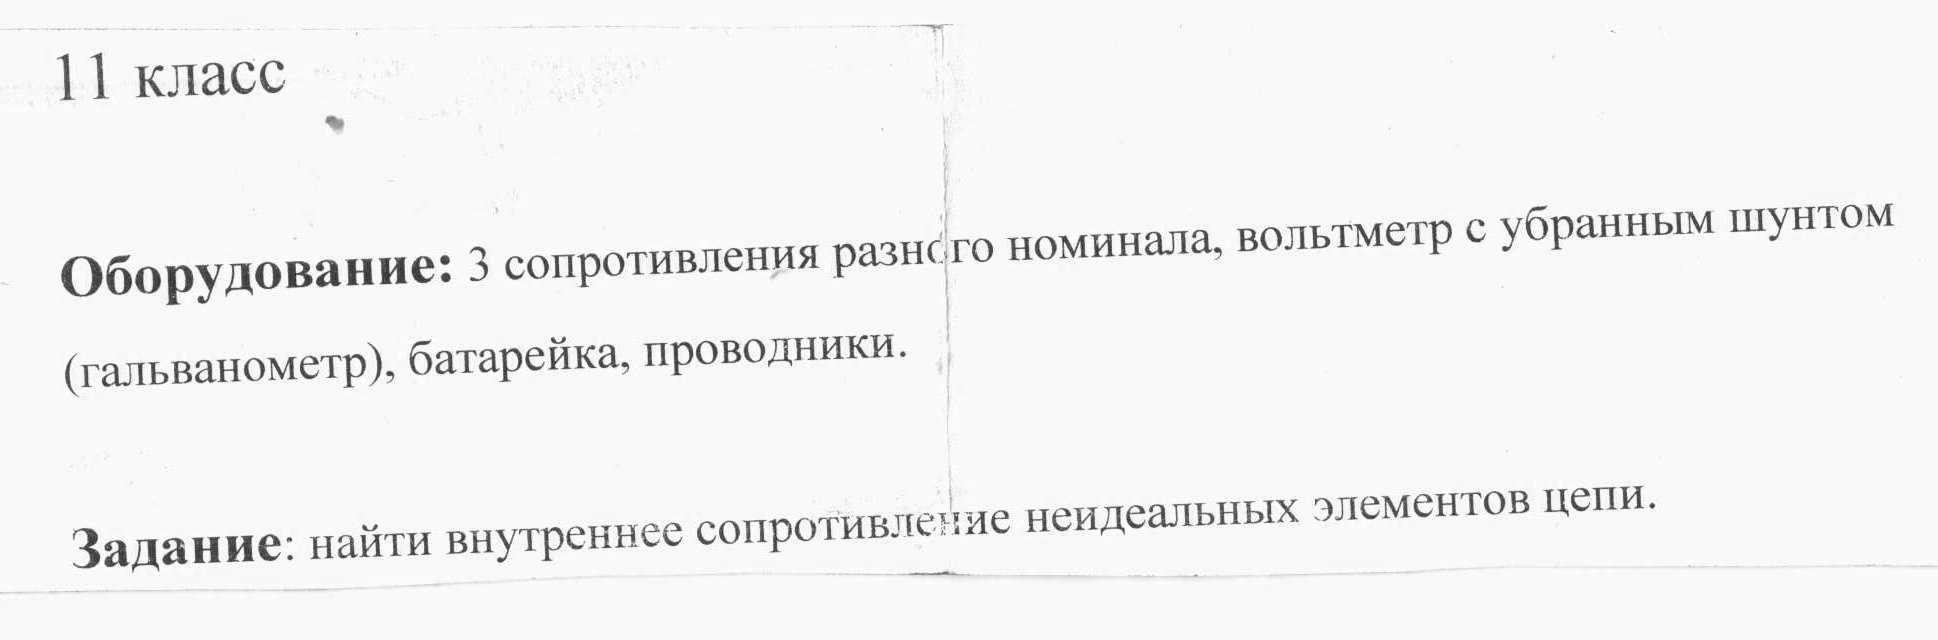 11 класс
Оборудование: 3 сопротивления разного номинала, вольтметр с убранным шунтом
(гальванометр), батарейка, проводники.
Задание: найти внутреннее сопротивление неидеальных элементов цепи.